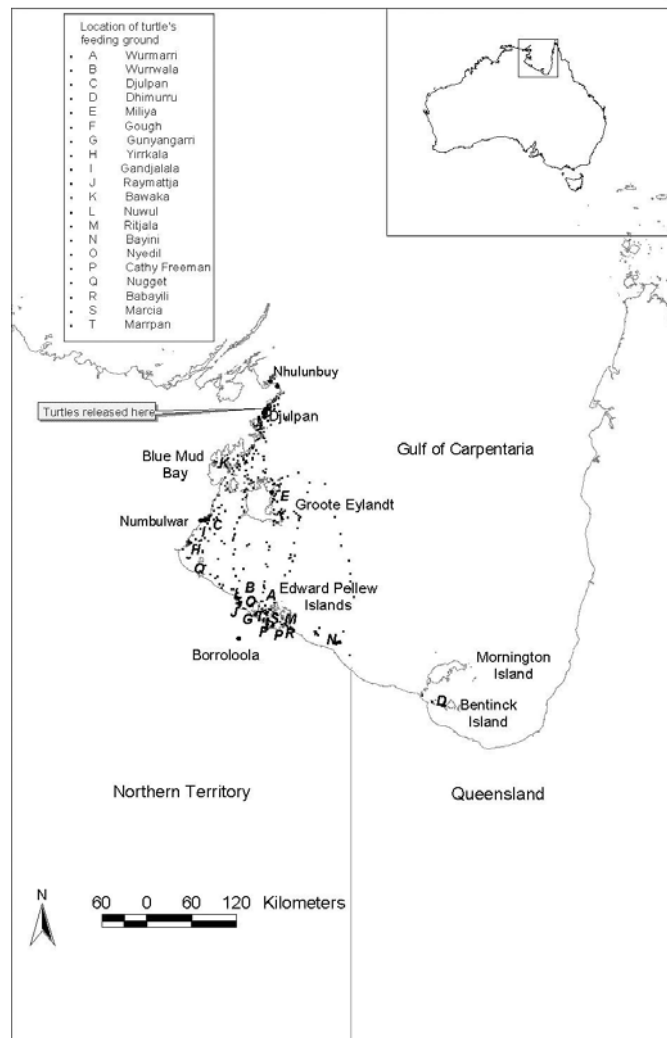 Location of turtle's
feeding ground
A Wurmarri
B Wurrwala
C Djulpan
D Dhimurru
E Miliya
F Gough
G Gunyangarri
H Yirrkala
I Gandjalala
J Raymattja
K Bawaka
L Nuwul
M Ritjala
N Bayini
O Nyedil
P Cathy Freeman
Q Nugget
R Babayili
S Marcia
T Marrpan
Nhulunbuy
Turtles released here
Djulpan
Blue Mud
Bay
K
Gulf of Carpentaria
E
Groote Eylandt
Numbulwar
C
I
H
Q
Edward Pellew
Islands
B
A
L
O
J
G
T
S
M
F
P
R
N
Borroloola
Mornington
Island
D
Bentinck
Island
Northern Territory
Queensland
N
60 0 60 120 Kilometers